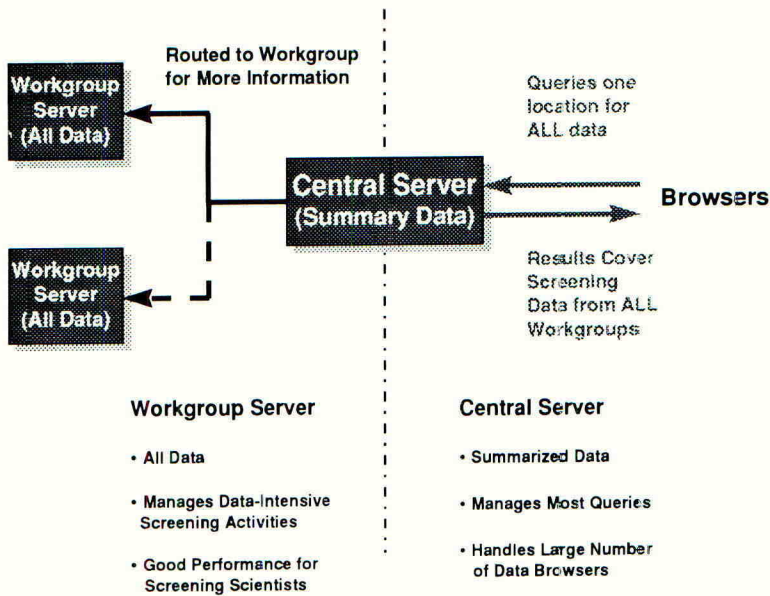 Routed to Workgroup
for More Information
Workgroup
Server
(All Data)
Queries one
location for
ALL data
Central Server
(Summary Data)
Browsers
Workgroup
Server
(All Data)
Results Cover
Screening
Data from ALL
Workgroups
Workgroup Server
• All Data
• Manages Data-Intensive
Screening Activities
• Good Performance for
Screening Scientists
Central Server
• Summarized Data
• Manages Most Queries
• Handles Large Number
of Data Browsers